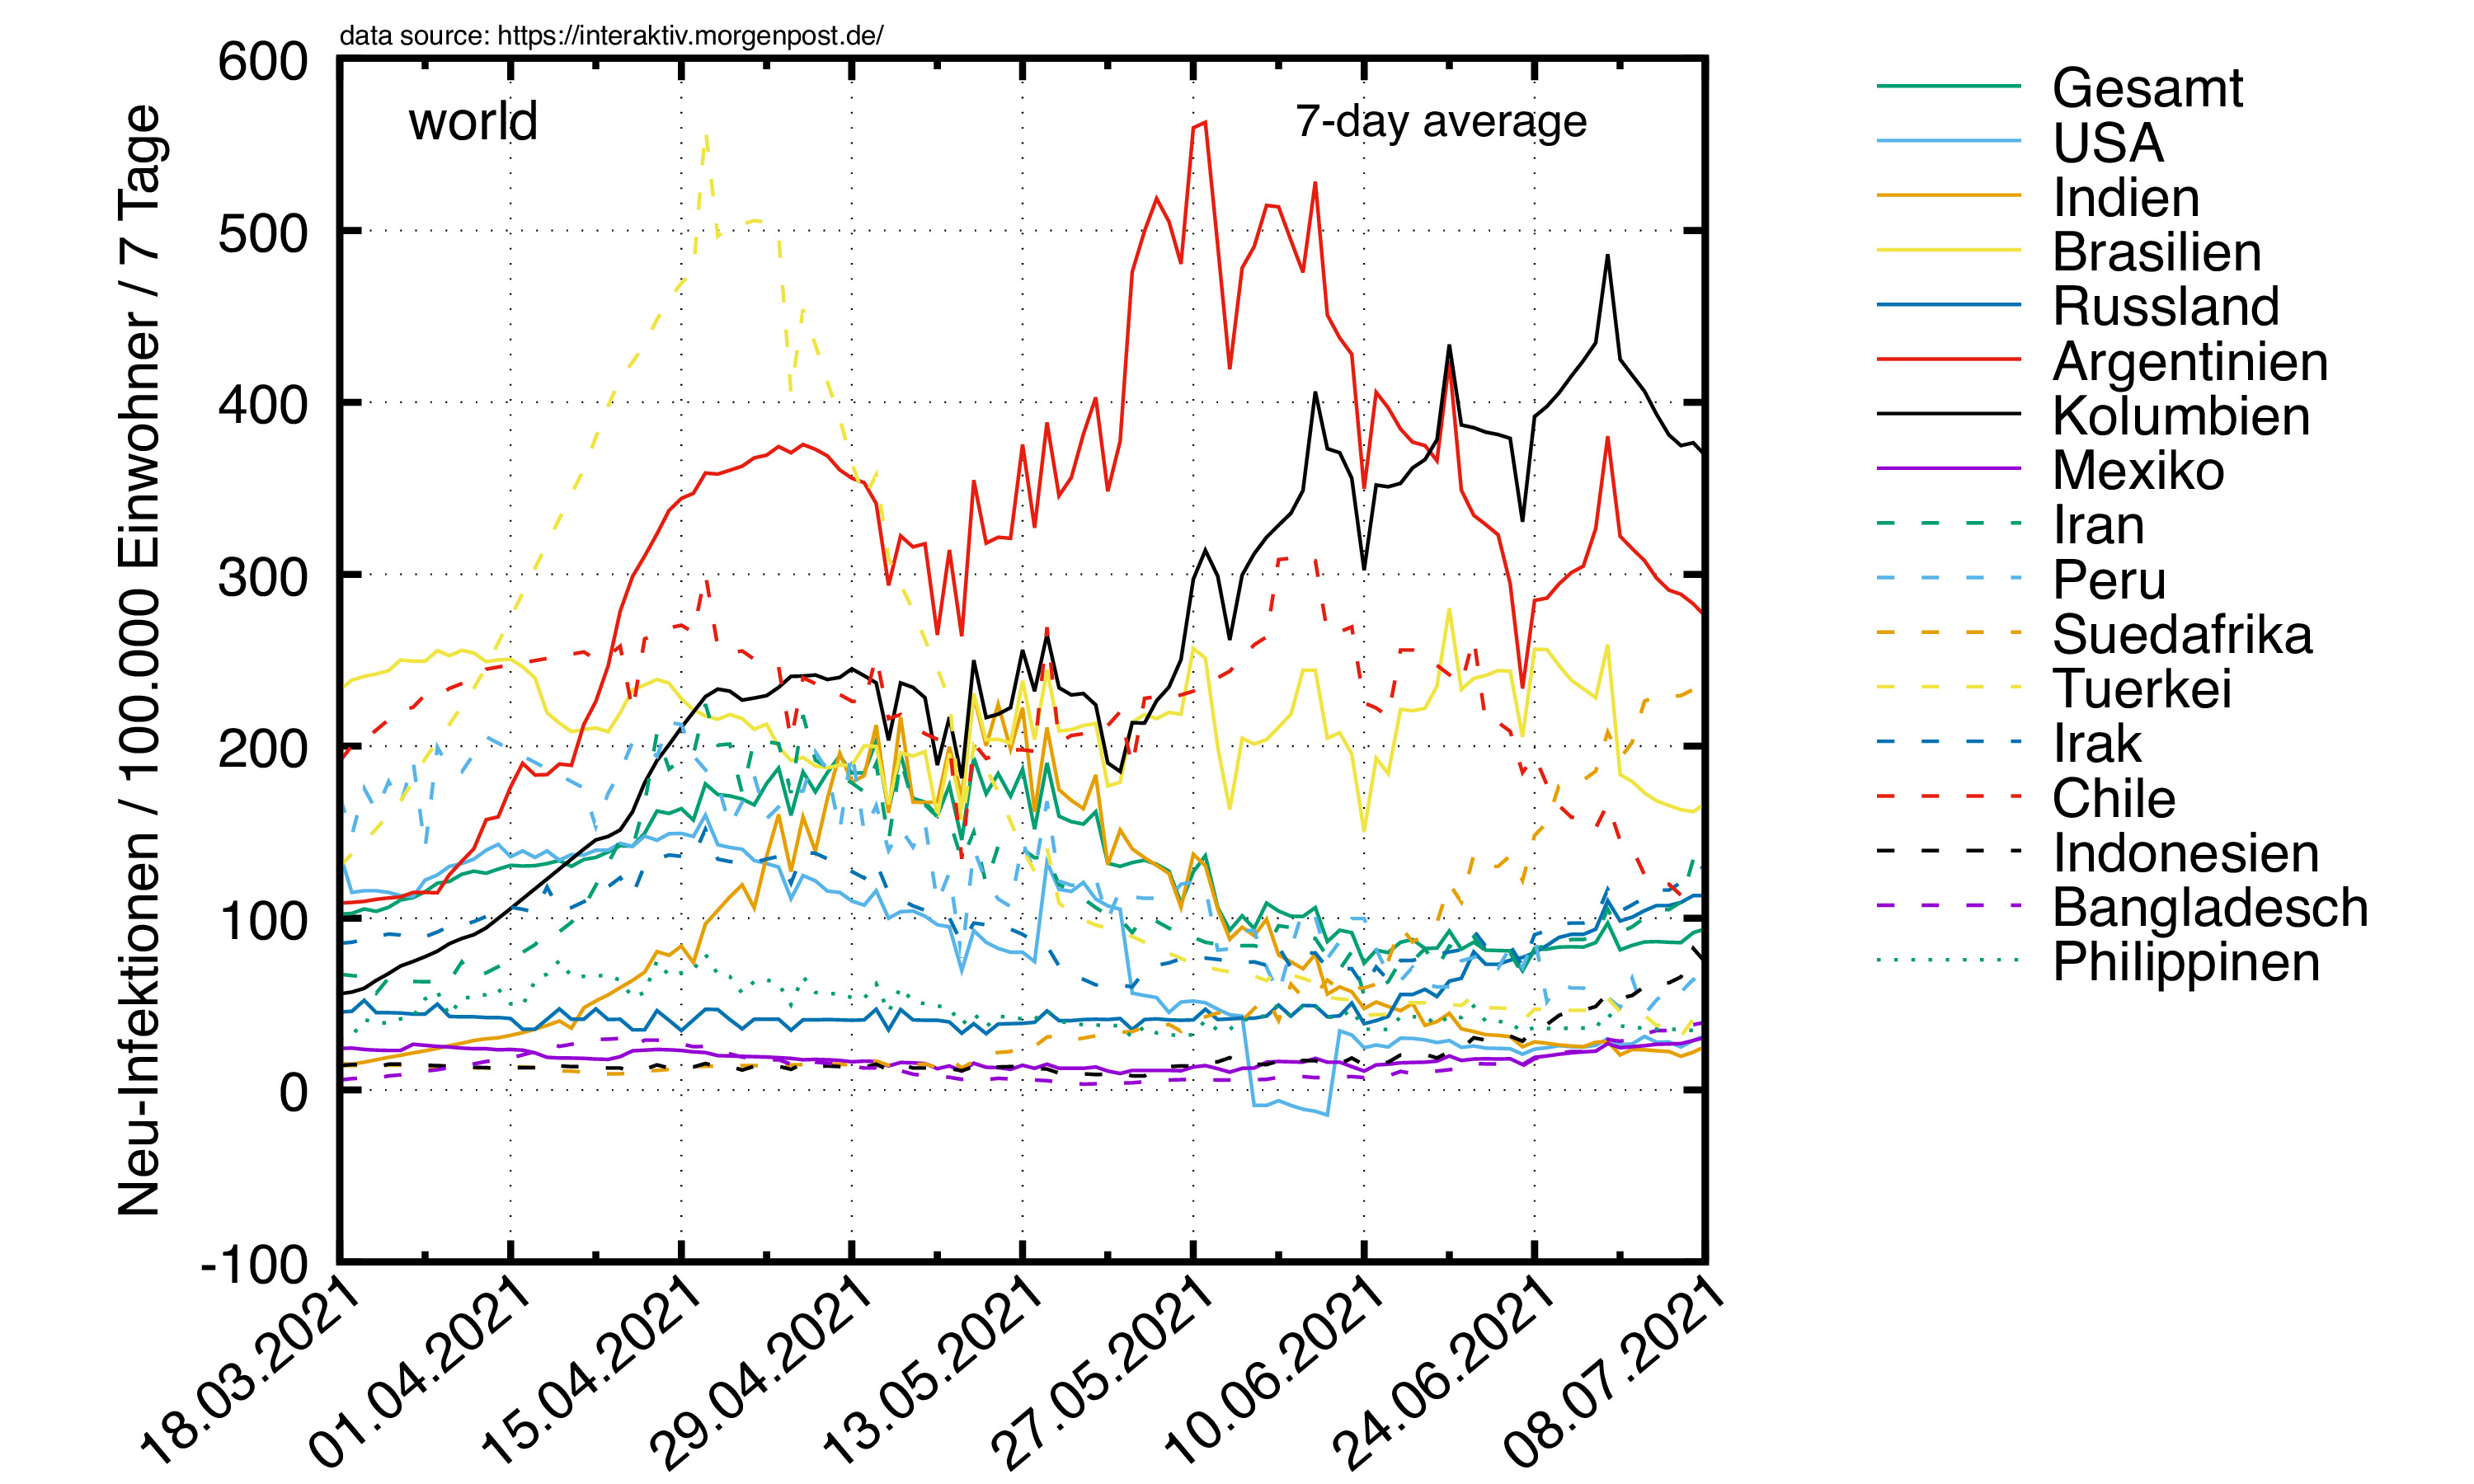 data source: https://interaktiv.morgenpost.de/
world
7-day average
Neu-Infektionen / 100.000 Einwohner / 7 Tage
600
500
400
300
200
100
0
-100
18.03.2021
01.04.2021
15.04.2021
29.04.2021
13.05.2021
27.05.2021
10.06.2021
24.06.2021
08.07.2021
Gesamt
USA
Indien
Brasilien
Russland
Argentinien
Kolumbien
Mexiko
Iran
Peru
Suedafrika
Tuerkei
Irak
Chile
Indonesien
Bangladesch
Philippinen